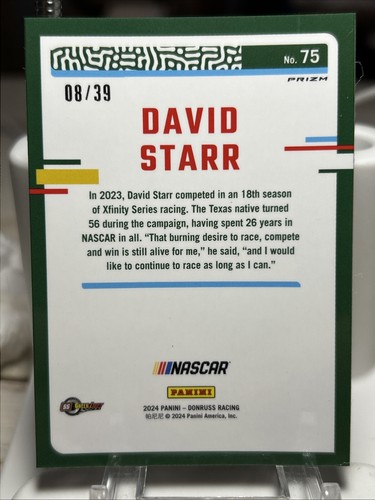 No. 75
PRIZM
08/39
DAVID
STARR
In 2023, David Starr competed in an 18th season
of Xfinity Series racing. The Texas native turned
56 during the campaign, having spent 26 years in
NASCAR in all. “That burning desire to race, compete
and win is still alive for me,” he said, “and I would
like to continue to race as long as I can.”
NASCAR
PANINI
2024 PANINI – DONRUSS RACING
帕尼尼 © 2024 Panini America, Inc.